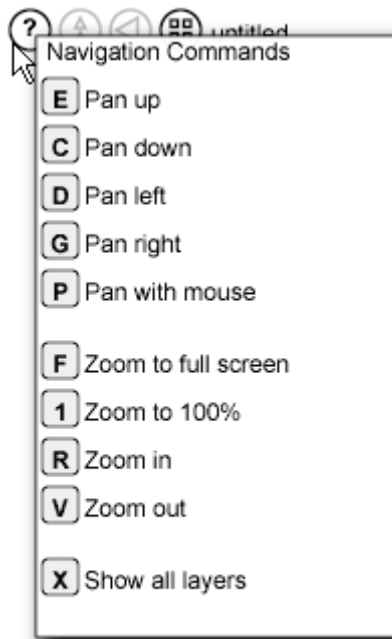 ?
untitled
Navigation Commands
E Pan up
C Pan down
D Pan left
G Pan right
P Pan with mouse
F Zoom to full screen
1 Zoom to 100%
R Zoom in
V Zoom out
X Show all layers